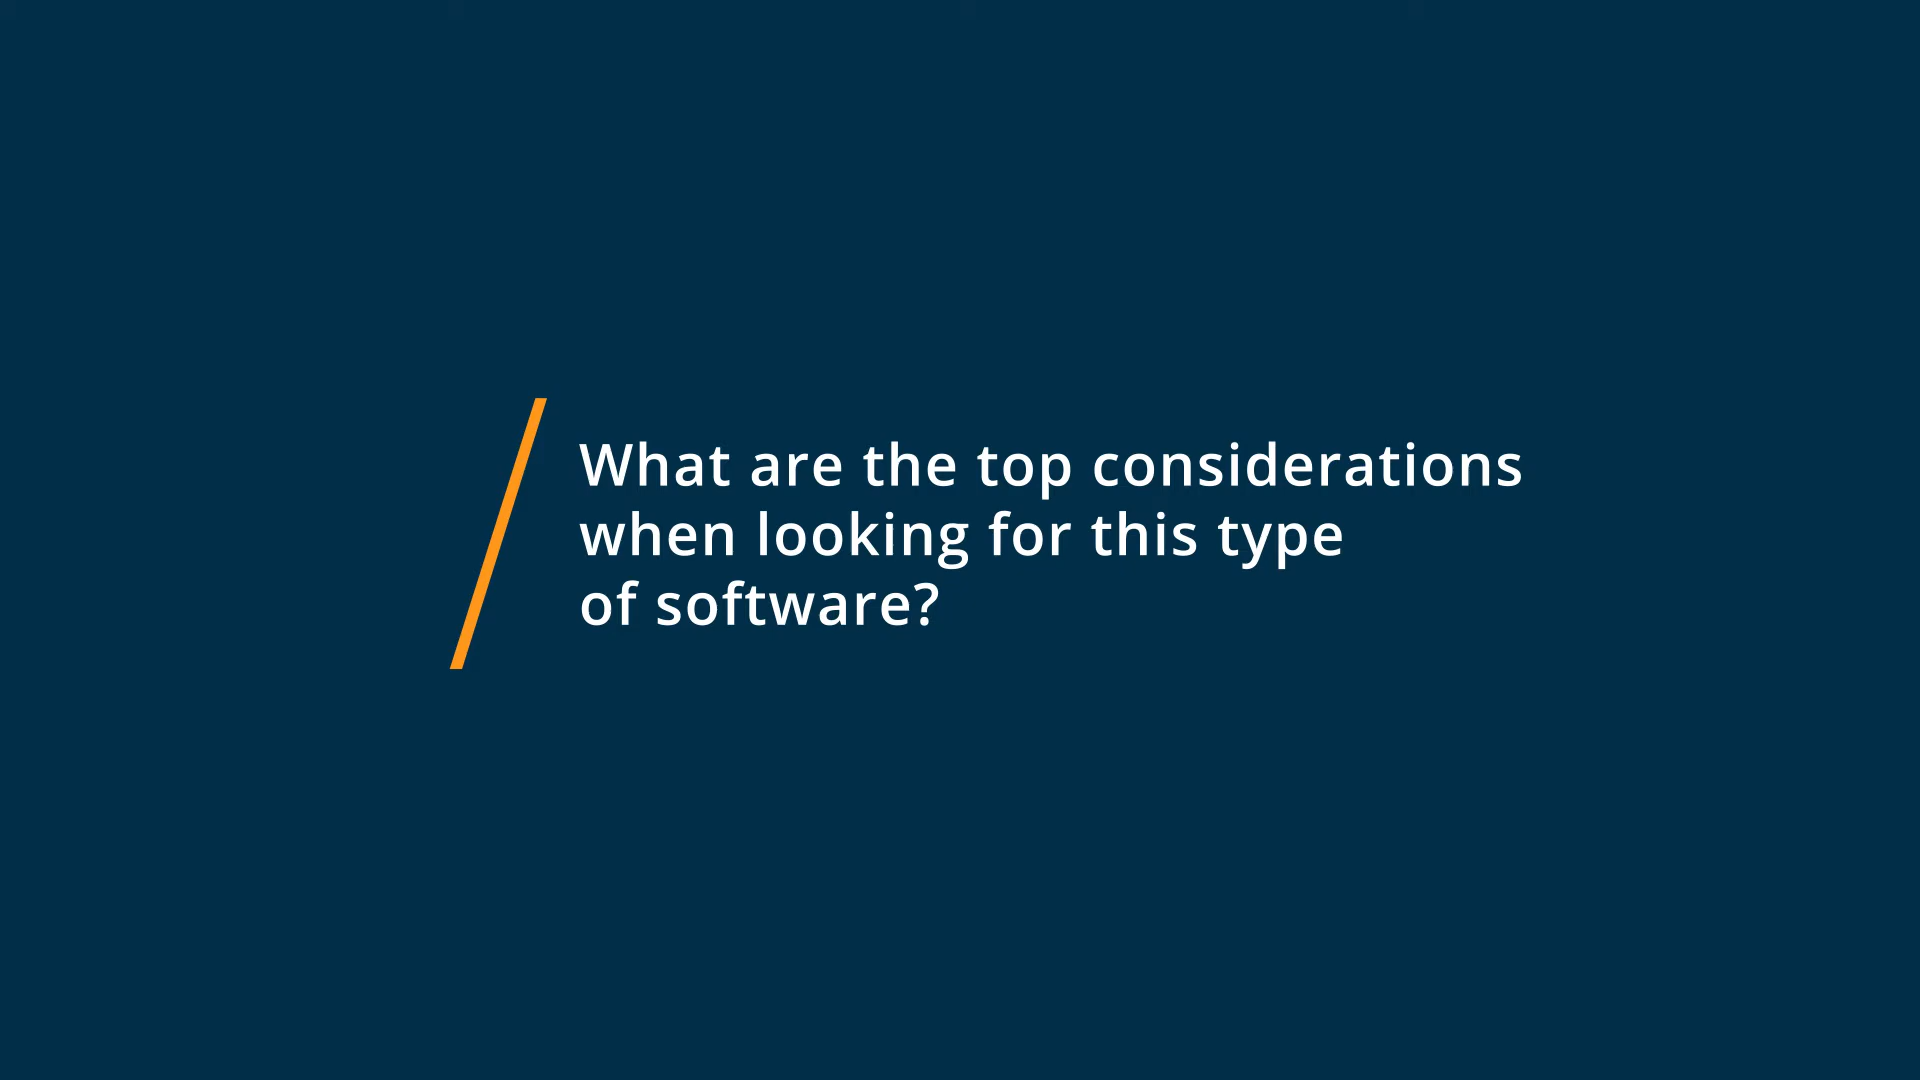 What are the top considerations
when looking for this type
of software?